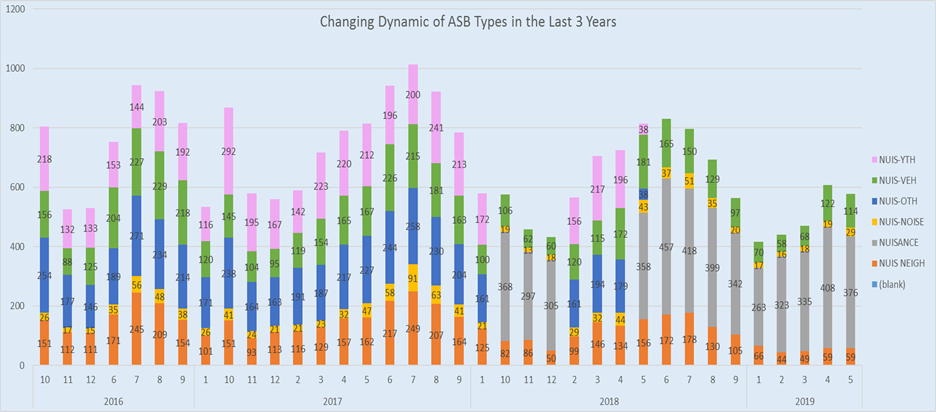 Changing Dynamic of ASB Types in the Last 3 Years
1200
1000
800
600
400
200
0
218 132 133 153 144 203 192 116 292 195 167 142 223 220 212 196 200 241 213 172 156 217 196 38
156 88 125 204 227 229 218 120 145 104 95 119 154 165 167 226 215 181 163 100 106 62 60 120 115 172 181 165 150 129 97 70 58 68 122 114
254 177 146 189 271 234 214 171 238 164 163 191 187 217 227 244 258 230 204 161 161 194 179 38
26 17 15 35 56 48 38 26 41 24 21 21 23 32 47 58 91 63 41 21 19 13 18 29 32 44 43 37 51 35 20 17 16 18 19 29
368 297 305 358 457 418 399 342 263 323 335 408 376
151 112 111 171 245 209 154 101 151 93 113 116 129 157 162 217 249 207 164 125 82 86 50 99 146 134 156 172 178 130 105 66 44 49 59 59
10 11 12 6 7 8 9 1 10 11 12 2 3 4 5 6 7 8 9 1 10 11 12 2 3 4 5 6 7 8 9 1 2 3 4 5
2016 2017 2018 2019
NUIS-YTH
NUIS-VEH
NUIS-OTH
NUIS-NOISE
NUISANCE
NUIS NEIGH
(blank)